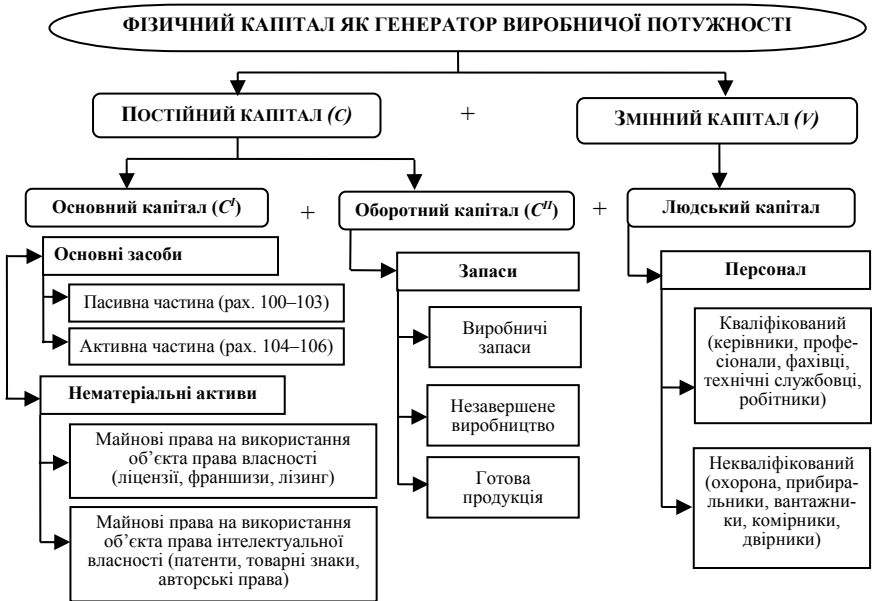 ФІЗИЧНИЙ КАПІТАЛ ЯК ГЕНЕРАТОР ВИРОБНИЧОЇ ПОТУЖНОСТІ
ПОСТІЙНИЙ КАПІТАЛ (C)
+
ЗМІННИЙ КАПІТАЛ (V)
Основний капітал (C^I)
+
Оборотний капітал (C^II)
+
Людський капітал
Основні засоби
Пасивна частина (рах. 100–103)
Активна частина (рах. 104–106)
Нематеріальні активи
Майнові права на використання
об’єкта права власності
(ліцензії, франшизи, лізинг)
Майнові права на використання
об’єкта права інтелектуальної
власності (патенти, товарні знаки,
авторські права)
Запаси
Виробничі
запаси
Незавершене
виробництво
Готова
продукція
Персонал
Кваліфікований
(керівники, профе-
сіонали, фахівці,
технічні службовці,
робітники)
Некваліфікований
(охорона, прибира-
льники, вантажни-
ки, комірники,
двірники)